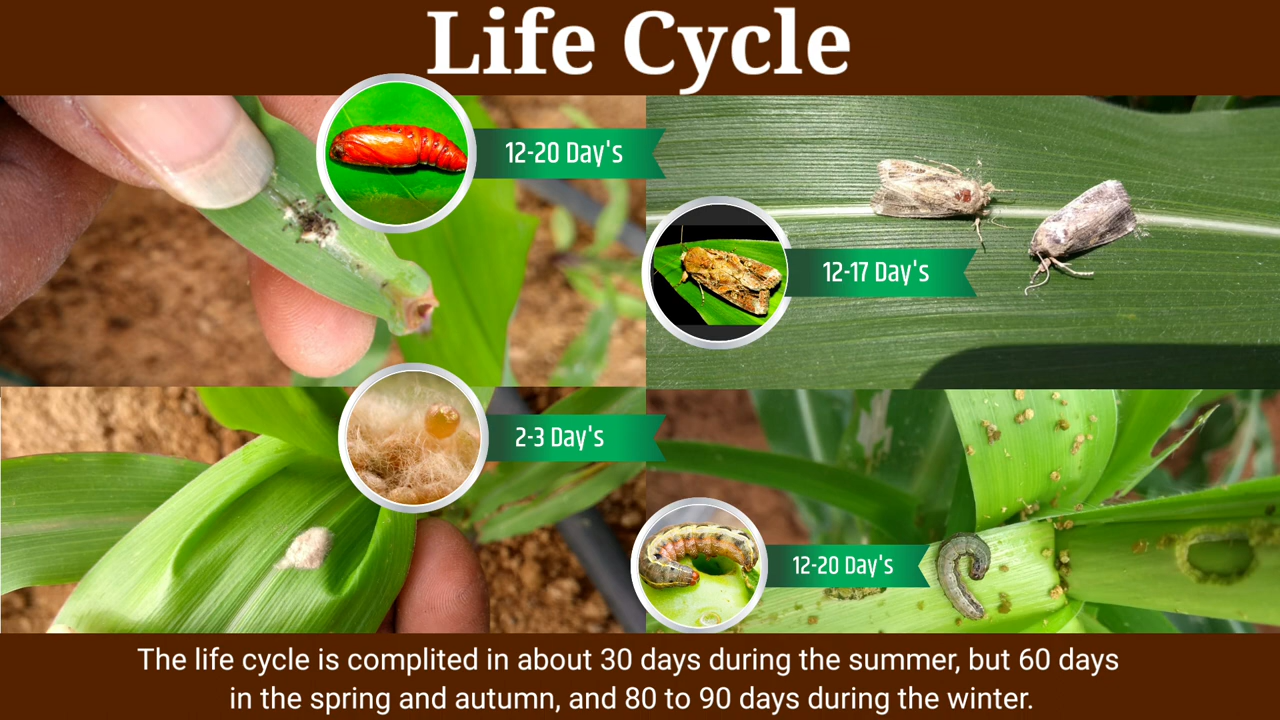 Life Cycle
12-20 Day's
12-17 Day's
2-3 Day's
12-20 Day's
The life cycle is complited in about 30 days during the summer, but 60 days
in the spring and autumn, and 80 to 90 days during the winter.